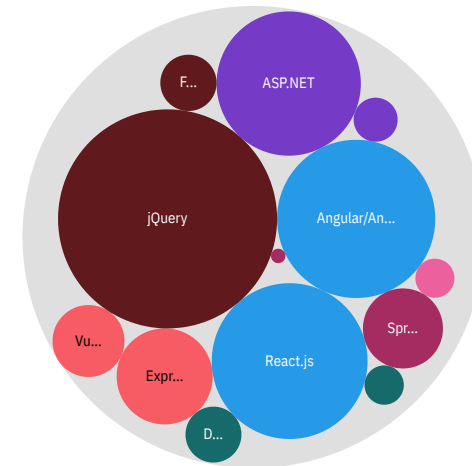 F...
ASP.NET
jQuery
Angular/An...
Spr...
Vu...
React.js
Expr...
D...